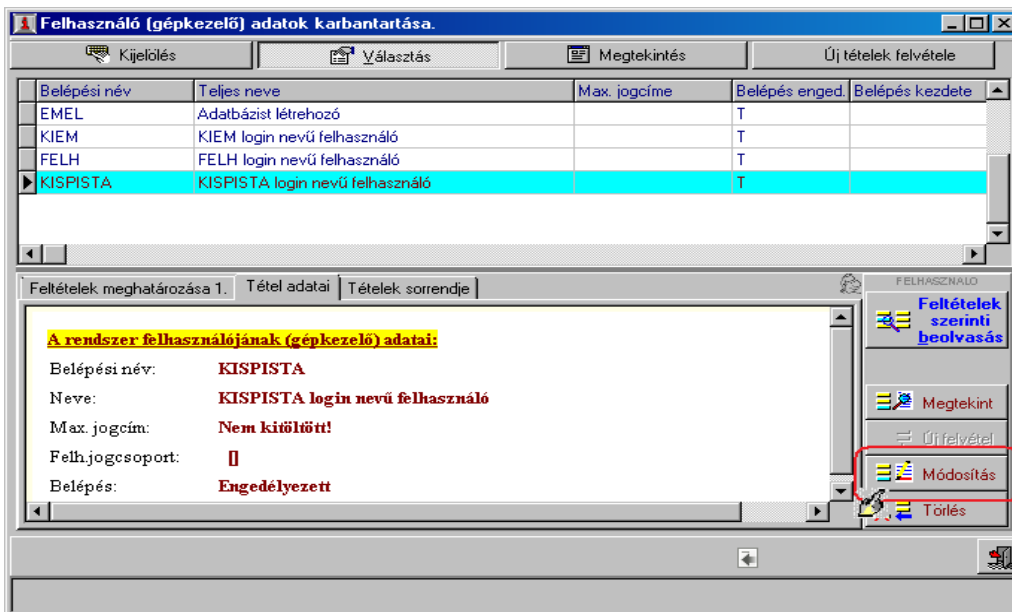 Felhasználó (gépkezelő) adatok karbantartása.
Kijelölés Választás Megtekintés Új tételek felvétele
Belépési név Teljes neve Max. jogcíme Belépés enged. Belépés kezdete
EMEL Adatbázist létrehozó T
KIEM KIEM login nevű felhasználó T
FELH FELH login nevű felhasználó T
KISPISTA KISPISTA login nevű felhasználó T
Feltételek meghatározása 1. Tétel adatai Tételek sorrendje
FELHASZNALO
Feltételek
szerinti
beolvasás
A rendszer felhasználójának (gépkezelő) adatai:
Belépési név: KISPISTA
Neve: KISPISTA login nevű felhasználó
Max. jogcím: Nem kitöltött!
Felh.jogcsoport: []
Belépés: Engedélyezett
Megtekint
Új felvétel
Módosítás
Törlés